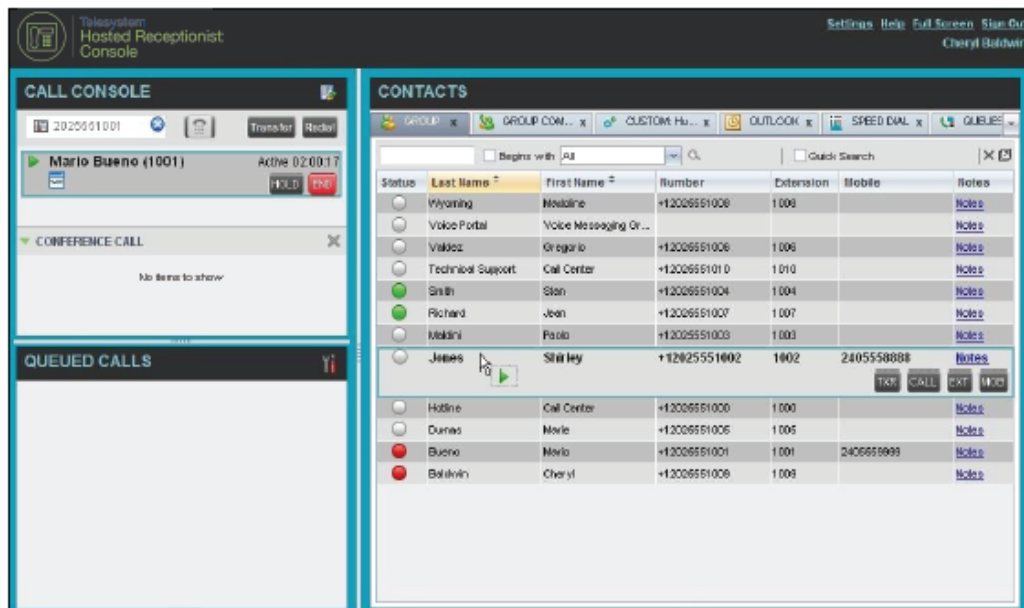 Telesystem
Hosted Receptionist
Console
Settings Help Full Screen Sign Out
Cheryl Baldwin
CALL CONSOLE
2025551001
Transfer Redial
Mario Bueno (1001) Active 02:00:17
HOLD END
CONFERENCE CALL
No items to show
QUEUED CALLS
CONTACTS
GROUP x GROUP COM... x CUSTOM: Hu... x OUTLOOK x SPEED DIAL x QUEUES
Begins with All Quick Search
Status Last Name First Name Number Extension Mobile Notes
Wyoming Madaline +12025551008 1008 Notes
Voice Portal Voice Messaging Gr... Notes
Valdez Gregorio +12025551006 1006 Notes
Technical Support Call Center +12025551010 1010 Notes
Smith Stan +12025551004 1004 Notes
Richard Jean +12025551007 1007 Notes
Maldini Paolo +12025551003 1003 Notes
Jones Shirley +12025551002 1002 2405558888 Notes
TXR CALL EXT MOB
Hotline Call Center +12025551000 1000 Notes
Dumas Marie +12025551005 1005 Notes
Bueno Mario +12025551001 1001 2405559999 Notes
Baldwin Cheryl +12025551009 1009 Notes